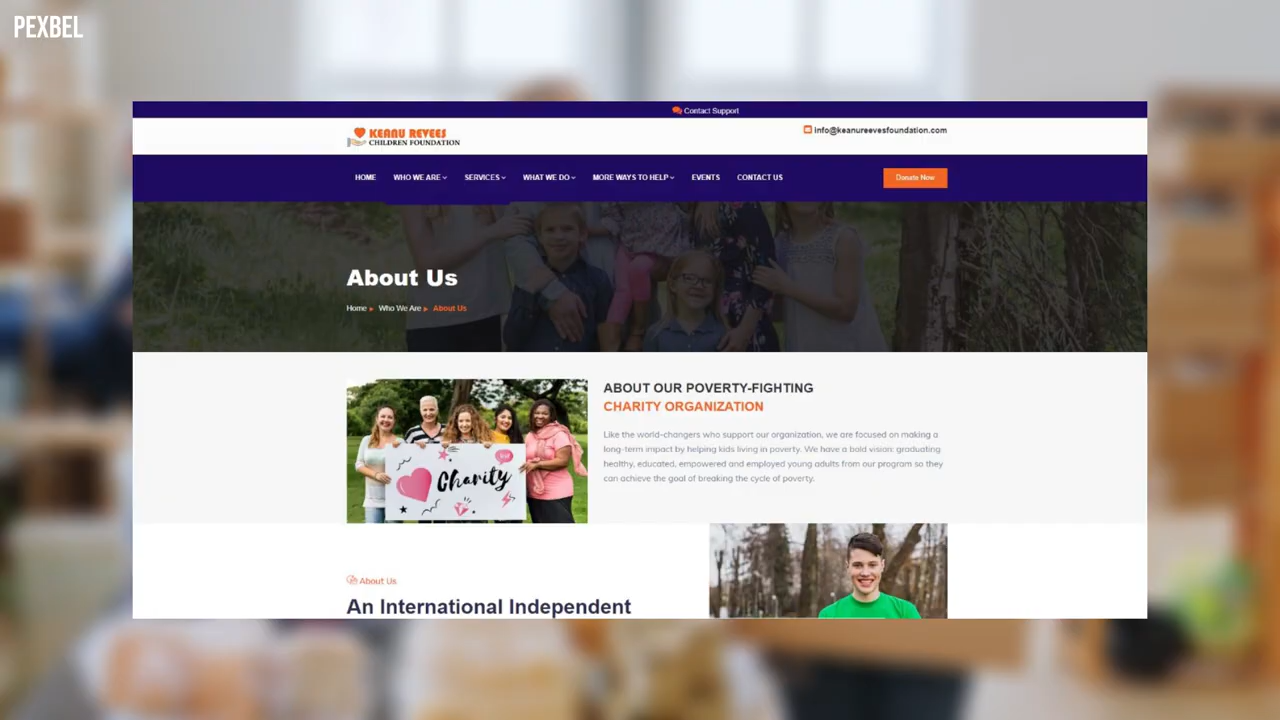 PEXBEL
Contact Support
KEANU REVEES
CHILDREN FOUNDATION
info@keanureevesfoundation.com
HOME WHO WE ARE SERVICES WHAT WE DO MORE WAYS TO HELP EVENTS CONTACT US Donate Now
About Us
Home Who We Are About Us
ABOUT OUR POVERTY-FIGHTING
CHARITY ORGANIZATION
Like the world-changers who support our organization, we are focused on making a
long-term impact by helping kids living in poverty. We have a bold vision: graduating
healthy, educated, empowered and employed young adults from our program so they
can achieve the goal of breaking the cycle of poverty.
Charity
About Us
An International Independent